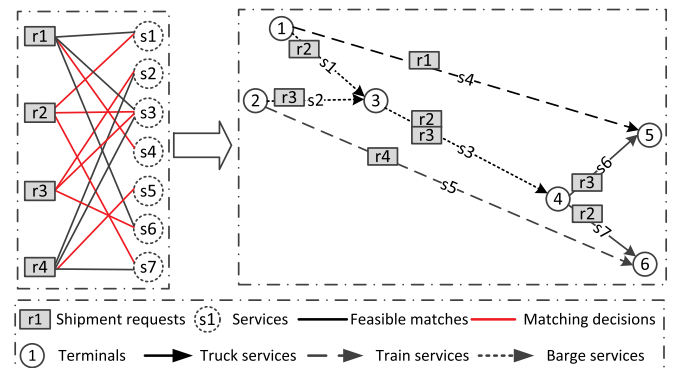 r1
r2
r3
r4
s1
s2
s3
s4
s5
s6
s7
1
r2
s1
r1
s4
2
r3
s2
3
r2
r3
s3
5
r4
s5
s6
r3
4
r2
s7
6
r1 Shipment requests s1 Services Feasible matches Matching decisions
1 Terminals Truck services Train services Barge services